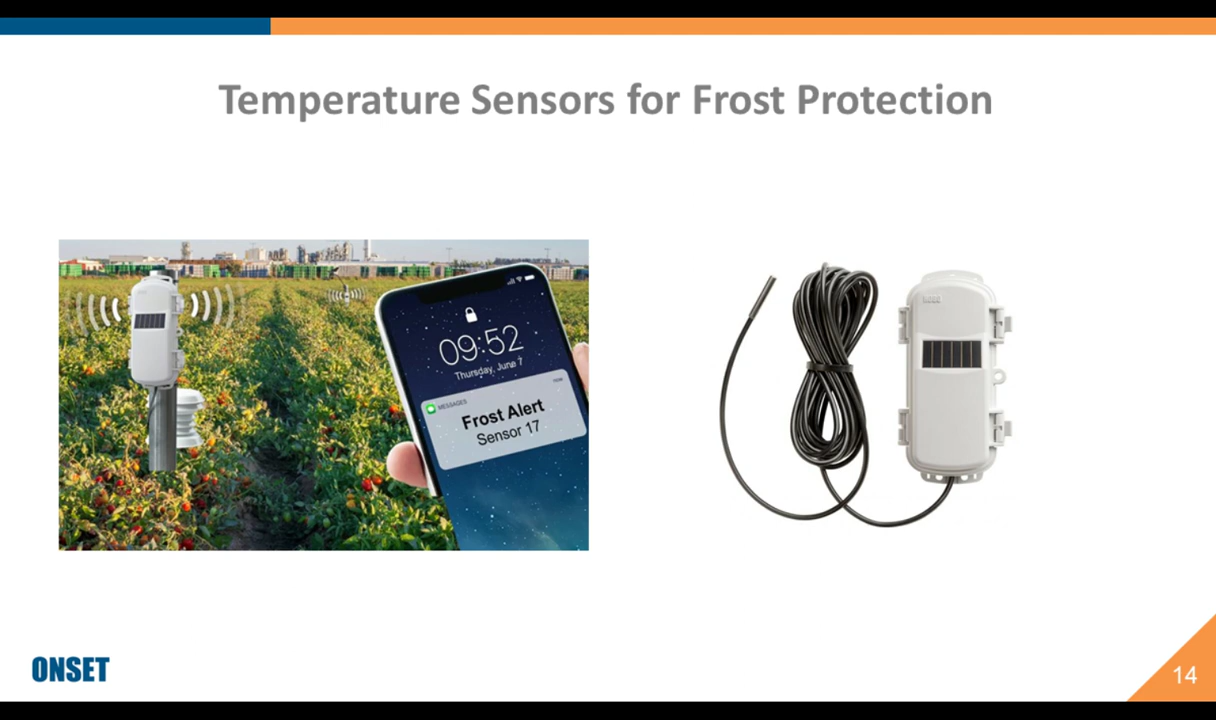 Temperature Sensors for Frost Protection
09:52
Thursday, June 7
MESSAGES
now
Frost Alert
Sensor 17
ONSET
14